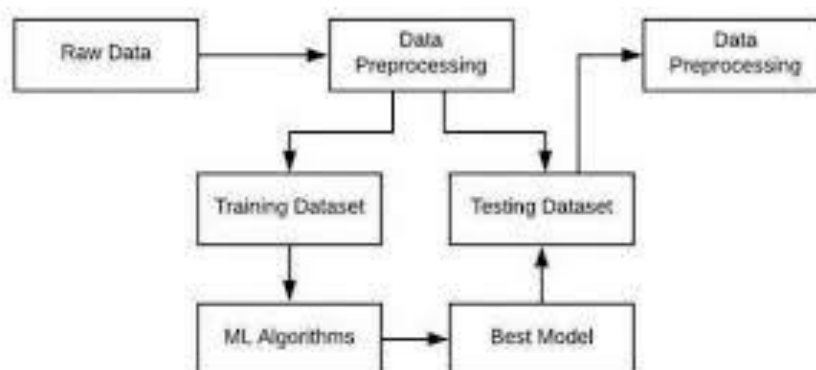 Raw Data
Data
Preprocessing
Data
Preprocessing
Training Dataset
Testing Dataset
ML Algorithms
Best Model